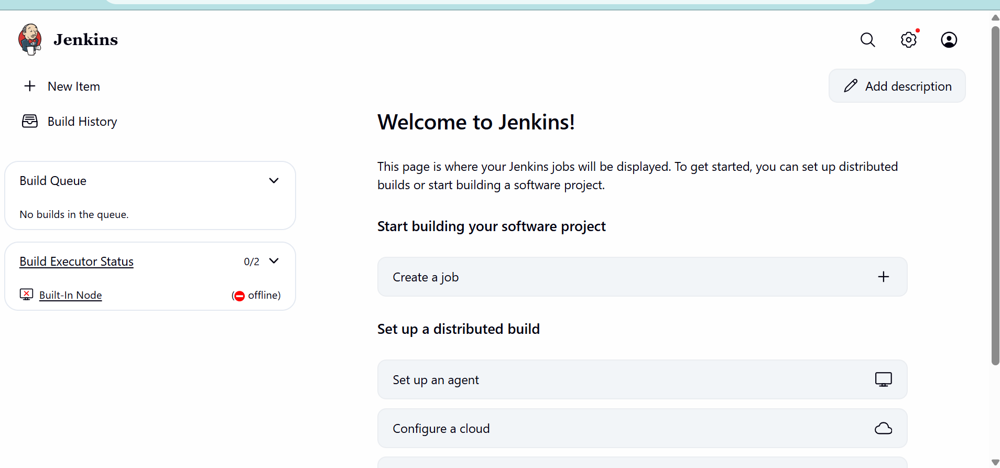 Jenkins
New Item
Build History
Add description
Build Queue
No builds in the queue.
Build Executor Status 0/2
Built-In Node (offline)
Welcome to Jenkins!
This page is where your Jenkins jobs will be displayed. To get started, you can set up distributed
builds or start building a software project.
Start building your software project
Create a job
Set up a distributed build
Set up an agent
Configure a cloud